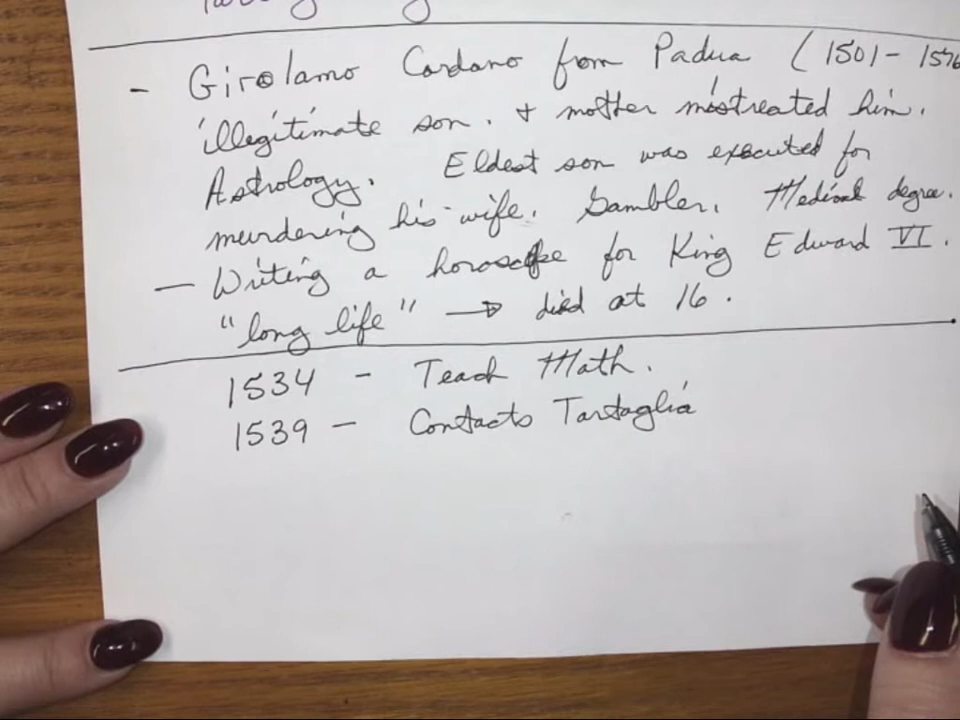 - Girolamo Cardano from Padua (1501 - 1576
illegitimate son. + mother mistreated him.
Astrology. Eldest son was executed for
murdering his wife. Gambler. Medical degree.
— Writing a horoscope for King Edward VI.
"long life" → died at 16.
1534 - Teach Math.
1539 - Contacts Tartaglia